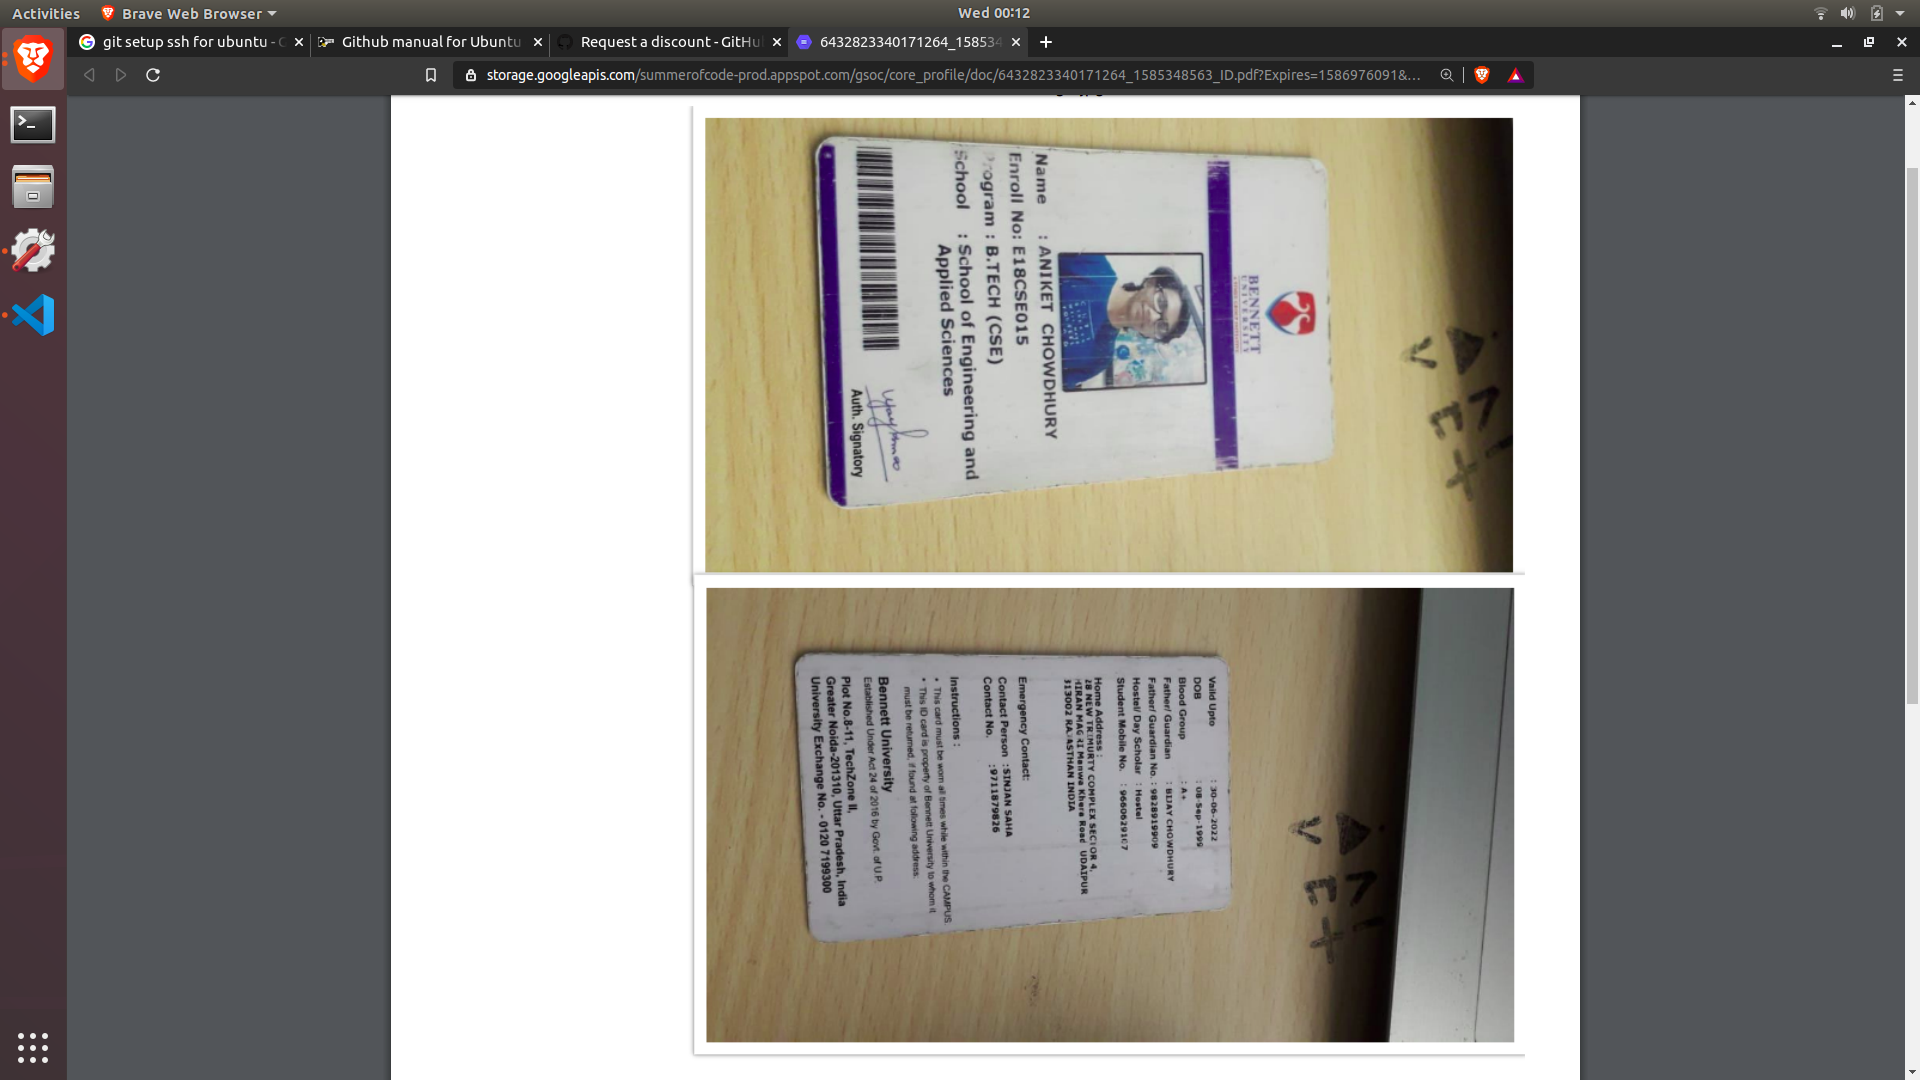 Activities
Brave Web Browser
Wed 00:12
git setup ssh for ubuntu -
Github manual for Ubuntu
Request a discount - GitHu
6432823340171264_15853
storage.googleapis.com/summerofcode-prod.appspot.com/gsoc/core_profile/doc/6432823340171264_1585348563_ID.pdf?Expires=1586976091&...
BENNETT
UNIVERSITY
Name : ANIKET CHOWDHURY
Enroll No: E18CSE015
Program : B.TECH (CSE)
School : School of Engineering and
Applied Sciences
Auth. Signatory
Vaild Upto : 30-06-2022
DOB : 08-Sep-1999
Blood Group : A+
Father/ Guardian : BIJAY CHOWDHURY
Father/ Guardian No. : 9828919909
Hostel/ Day Scholar : Hostel
Student Mobile No. : 9660629107
Home Address :
28 NEW TRIMURTY COMPLEX SECTOR 4,
HIRAN MAGRI Manwa Khera Road UDAIPUR
313002 RAJASTHAN INDIA
Emergency Contact:
Contact Person : SINJAN SAHA
Contact No. : 9711879826
Instructions :
* This card must be worn all times while within the CAMPUS.
* This ID card is property of Bennett University to whom it
must be returned, if found at following address:
Bennett University
Established Under Act 24 of 2016 by Govt. of U.P.
Plot No.8-11, TechZone II,
Greater Noida-201310, Uttar Pradesh, India
University Exchange No. - 0120 7199300